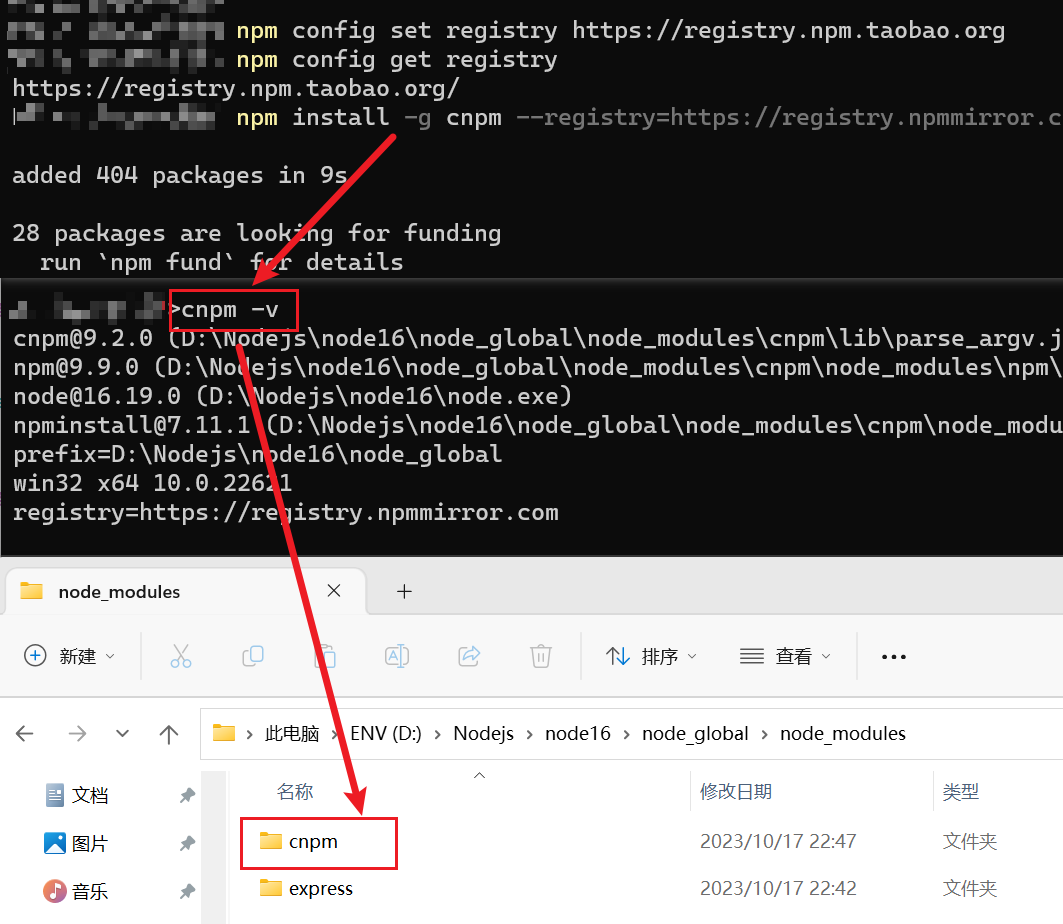 npm config set registry https://registry.npm.taobao.org
npm config get registry
https://registry.npm.taobao.org/
npm install -g cnpm --registry=https://registry.npmmirror.c
added 404 packages in 9s
28 packages are looking for funding
run `npm fund` for details
>cnpm -v
cnpm@9.2.0 (D:\Nodejs\node16\node_global\node_modules\cnpm\lib\parse_argv.j
npm@9.9.0 (D:\Nodejs\node16\node_global\node_modules\cnpm\node_modules\npm\
node@16.19.0 (D:\Nodejs\node16\node.exe)
npminstall@7.11.1 (D:\Nodejs\node16\node_global\node_modules\cnpm\node_modu
prefix=D:\Nodejs\node16\node_global
win32 x64 10.0.22621
registry=https://registry.npmmirror.com
node_modules
新建 排序 查看
此电脑 › ENV (D:) › Nodejs › node16 › node_global › node_modules
名称 修改日期 类型
文档
cnpm 2023/10/17 22:47 文件夹
图片
express 2023/10/17 22:42 文件夹
音乐